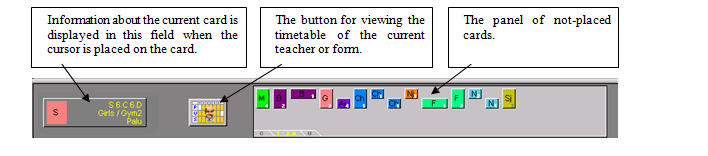 Information about the current card is
displayed in this field when the
cursor is placed on the card.
The button for viewing the
timetable of the current
teacher or form.
The panel of not-placed
cards.
S
S 6.C 6.D
Girls / Gym2
Palu
M
B
D
G
Ch
Ch
Ch
Nj
F
F
N
N
Sj